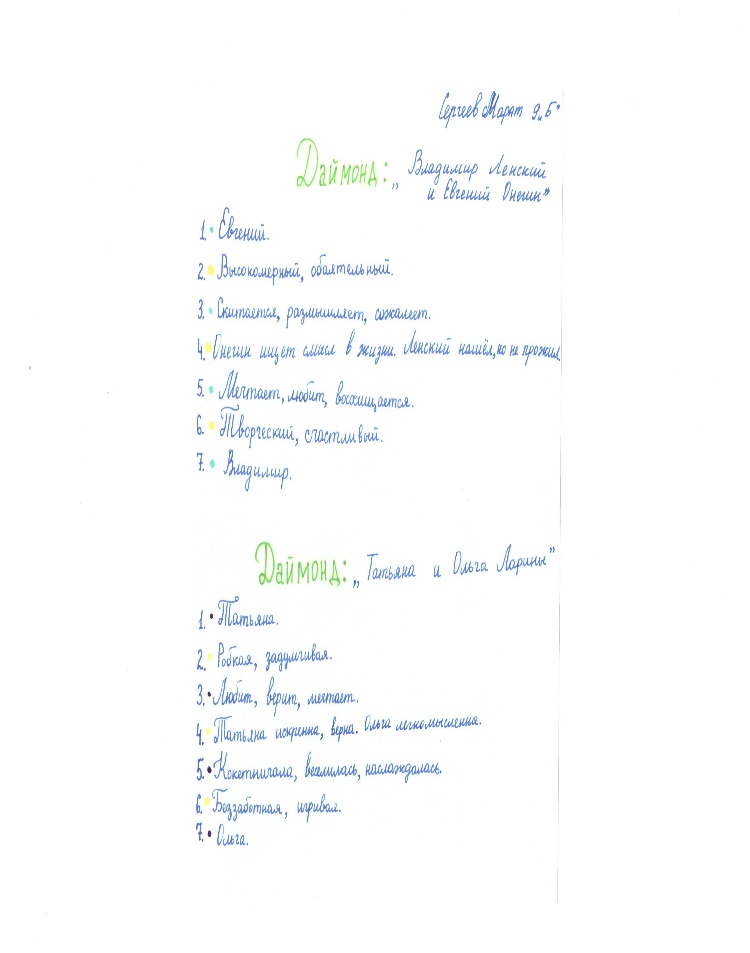 Сергеев Марат 9„Б"
Даймонд: „Владимир Ленский
и Евгений Онегин"
1. • Евгений.
2. • Высокомерный, обаятельный.
3. • Скитается, размышляет, сожалеет.
4. • Онегин ищет смысл в жизни. Ленский нашёл, но не прожил.
5. • Мечтает, любит, восхищается.
6. • Творческий, счастливый.
7. • Владимир.
Даймонд: „Татьяна и Ольга Ларины"
1. • Татьяна.
2. • Робкая, задумчивая.
3. • Любит, верит, мечтает.
4. • Татьяна искренна, верна. Ольга легкомысленна.
5. • Кокетничала, веселилась, наслаждалась.
6. • Беззаботная, игривая.
7. • Ольга.